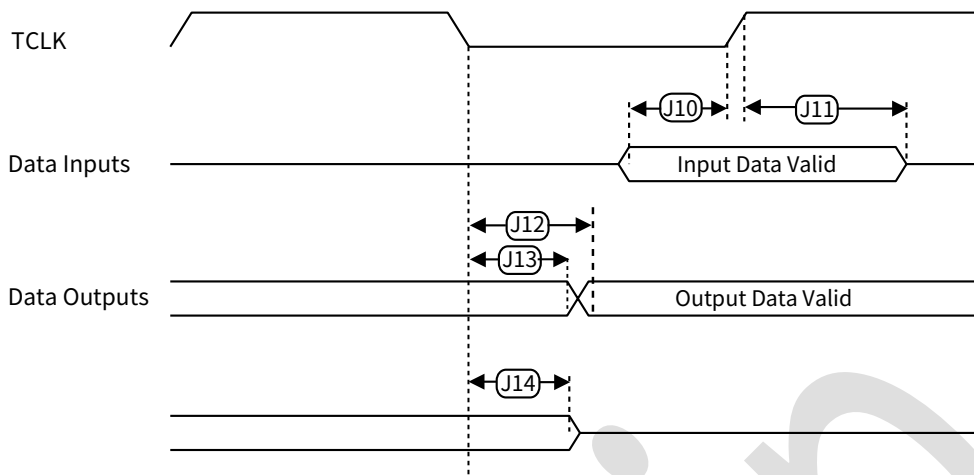 TCLK
J10
J11
Data Inputs
Input Data Valid
J12
J13
Data Outputs
Output Data Valid
J14